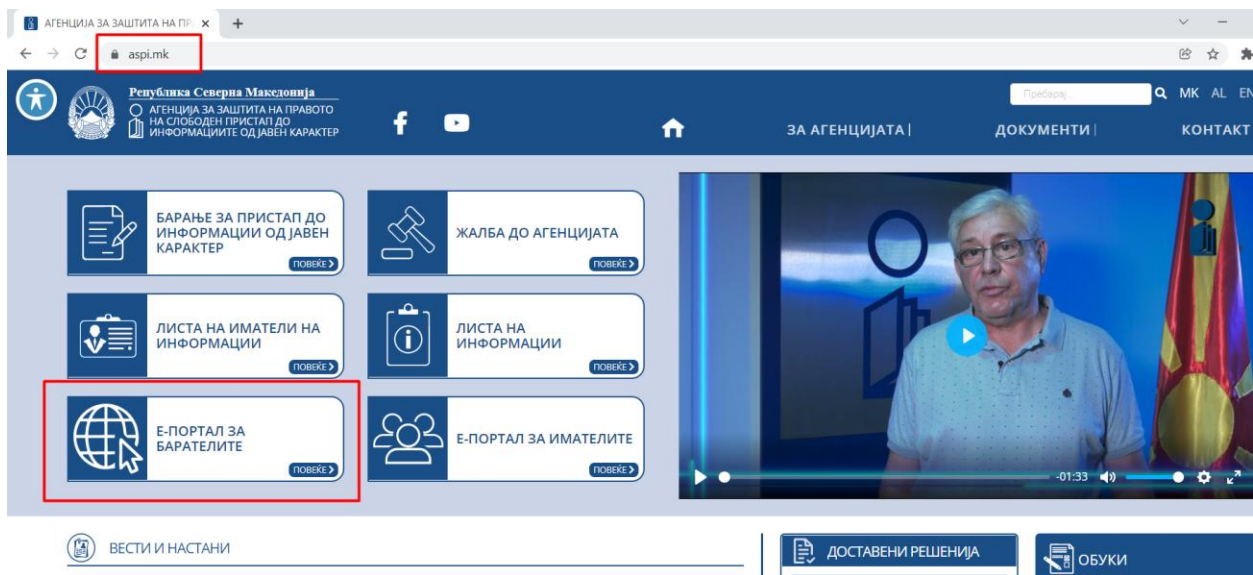 АГЕНЦИЈА ЗА ЗАШТИТА НА ПР
aspi.mk
Република Северна Македонија
АГЕНЦИЈА ЗА ЗАШТИТА НА ПРАВОТО
НА СЛОБОДЕН ПРИСТАП ДО
ИНФОРМАЦИИТЕ ОД ЈАВЕН КАРАКТЕР
Пребарај...
MK AL EN
ЗА АГЕНЦИЈАТА| ДОКУМЕНТИ| КОНТАКТ
БАРАЊЕ ЗА ПРИСТАП ДО
ИНФОРМАЦИИ ОД ЈАВЕН
КАРАКТЕР
ПОВЕЌЕ
ЖАЛБА ДО АГЕНЦИЈАТА
ПОВЕЌЕ
ЛИСТА НА ИМАТЕЛИ НА
ИНФОРМАЦИИ
ПОВЕЌЕ
ЛИСТА НА
ИНФОРМАЦИИ
ПОВЕЌЕ
Е-ПОРТАЛ ЗА
БАРАТЕЛИТЕ
ПОВЕЌЕ
Е-ПОРТАЛ ЗА ИМАТЕЛИТЕ
ПОВЕЌЕ
-01:33
ВЕСТИ И НАСТАНИ
ДОСТАВЕНИ РЕШЕНИЈА
ОБУКИ